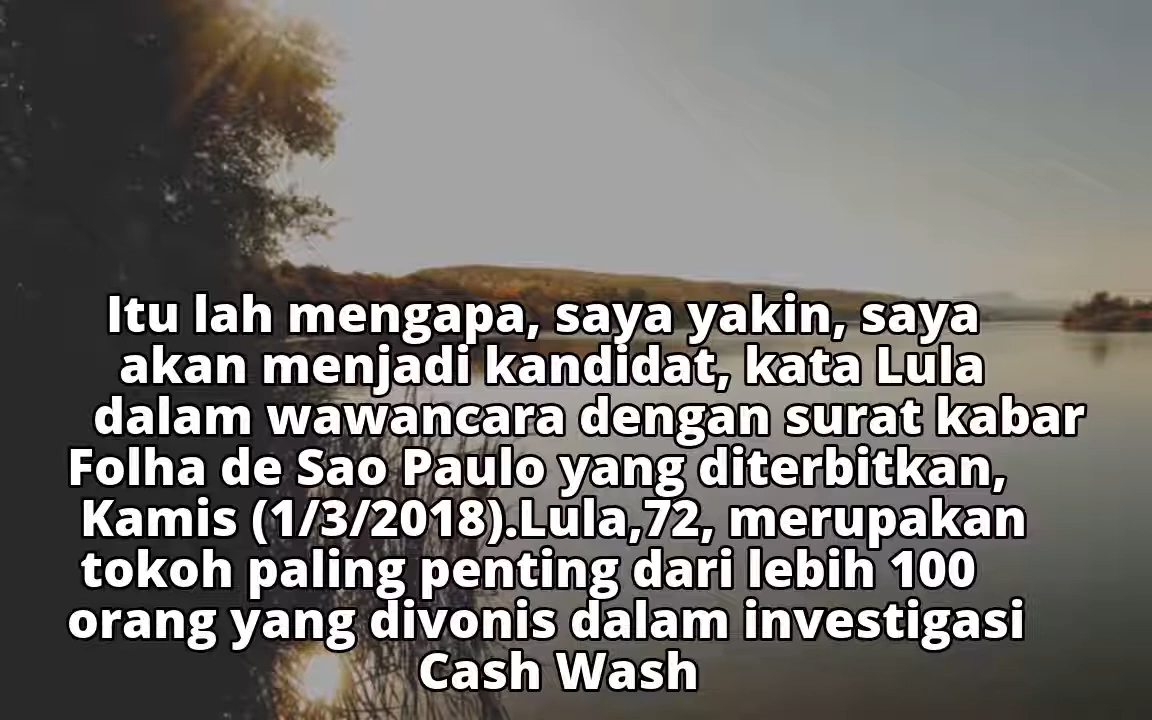 Itu lah mengapa, saya yakin, saya
akan menjadi kandidat, kata Lula
dalam wawancara dengan surat kabar
Folha de Sao Paulo yang diterbitkan,
Kamis (1/3/2018).Lula,72, merupakan
tokoh paling penting dari lebih 100
orang yang divonis dalam investigasi
Cash Wash